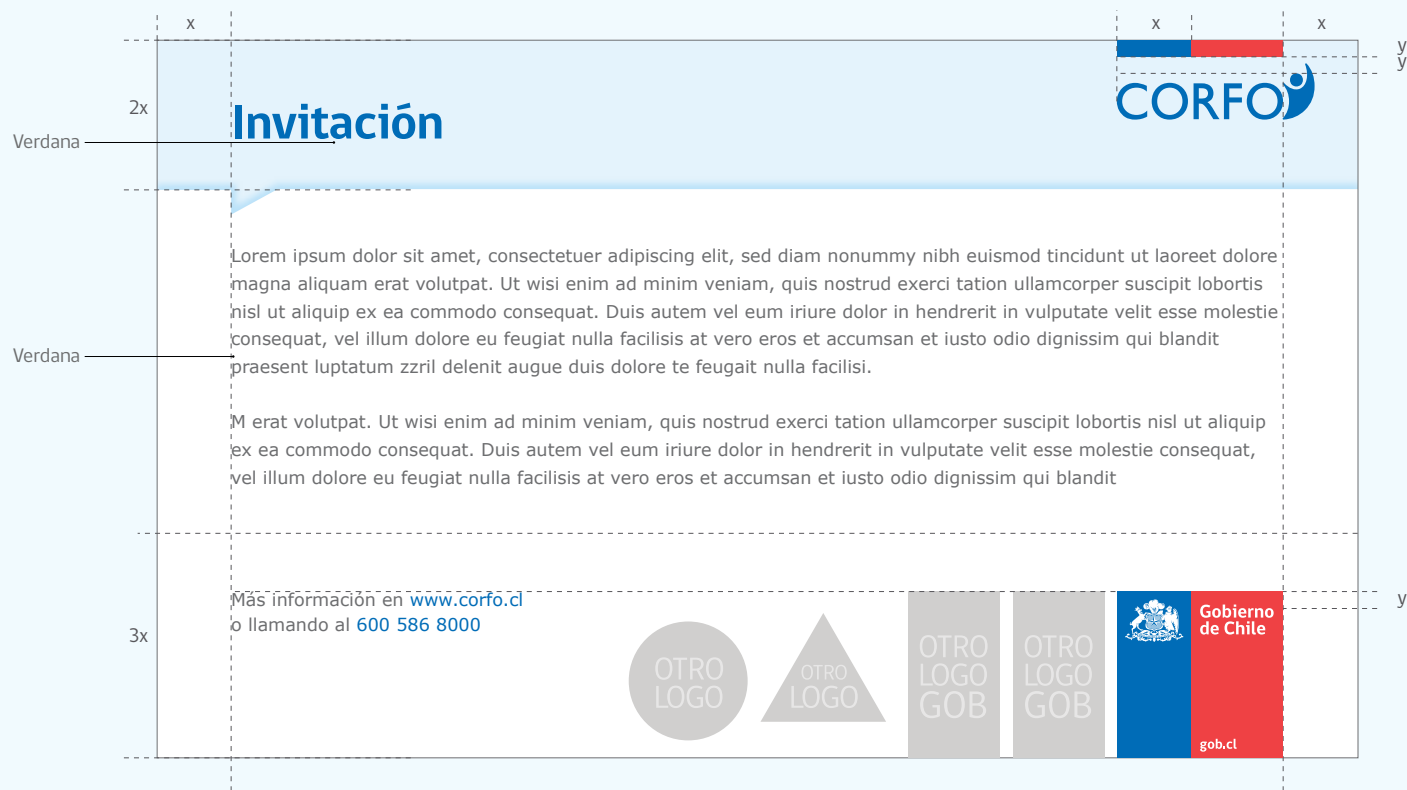 x
x
x
y
y
2x
CORFO
Invitación
Verdana
Lorem ipsum dolor sit amet, consectetuer adipiscing elit, sed diam nonummy nibh euismod tincidunt ut laoreet dolore
magna aliquam erat volutpat. Ut wisi enim ad minim veniam, quis nostrud exerci tation ullamcorper suscipit lobortis
nisl ut aliquip ex ea commodo consequat. Duis autem vel eum iriure dolor in hendrerit in vulputate velit esse molestie
consequat, vel illum dolore eu feugiat nulla facilisis at vero eros et accumsan et iusto odio dignissim qui blandit
Verdana
praesent luptatum zzril delenit augue duis dolore te feugait nulla facilisi.
M erat volutpat. Ut wisi enim ad minim veniam, quis nostrud exerci tation ullamcorper suscipit lobortis nisl ut aliquip
ex ea commodo consequat. Duis autem vel eum iriure dolor in hendrerit in vulputate velit esse molestie consequat,
vel illum dolore eu feugiat nulla facilisis at vero eros et accumsan et iusto odio dignissim qui blandit
Más información en www.corfo.cl
o llamando al 600 586 8000
y
3x
OTRO
LOGO
OTRO
LOGO
OTRO
LOGO
GOB
OTRO
LOGO
GOB
Gobierno
de Chile
gob.cl